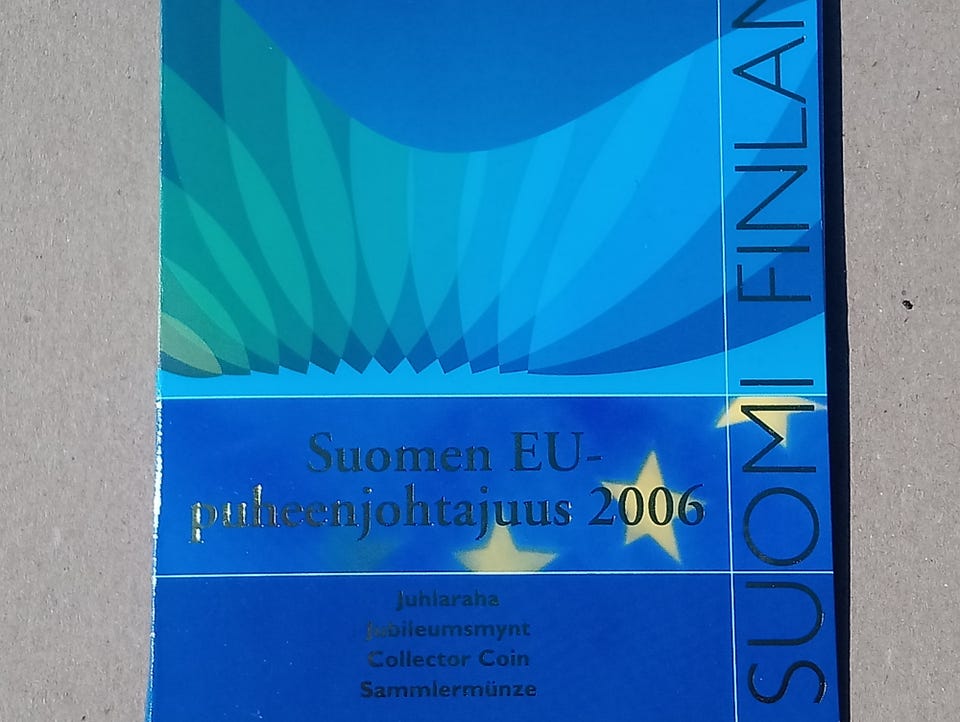 Suomen EU-
puheenjohtajuus 2006
Juhlaraha
Jubileumsmynt
Collector Coin
Sammlermünze
SUOMI FINLAN